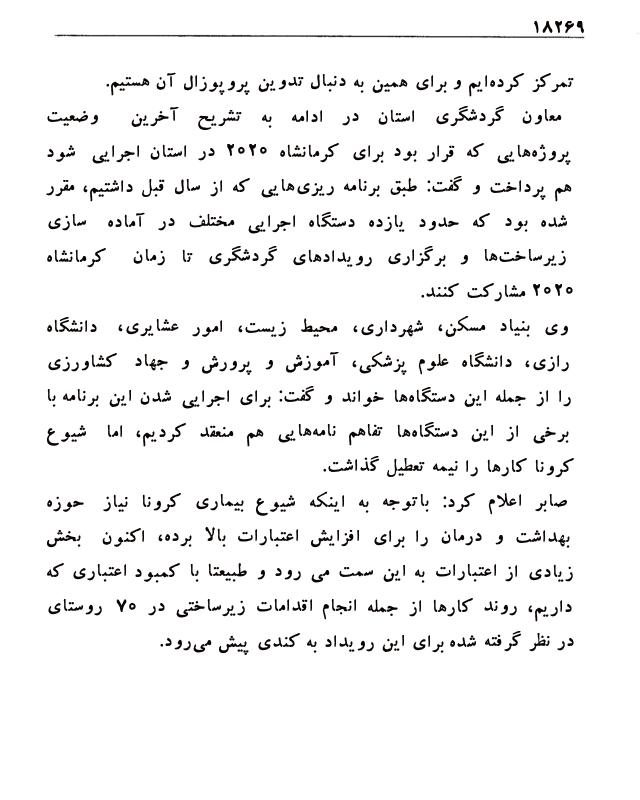 ۱۸۲۶۹
تمرکز کرده‌ایم و برای همین به دنبال تدوین پروپوزال آن هستیم.
معاون گردشگری استان در ادامه به تشریح آخرین وضعیت
پروژه‌هایی که قرار بود برای کرمانشاه ۲۰۲۰ در استان اجرایی شود
هم پرداخت و گفت: طبق برنامه ریزی‌هایی که از سال قبل داشتیم، مقرر
شده بود که حدود یازده دستگاه اجرایی مختلف در آماده سازی
زیرساخت‌ها و برگزاری رویدادهای گردشگری تا زمان کرمانشاه
۲۰۲۰ مشارکت کنند.
وی بنیاد مسکن، شهرداری، محیط زیست، امور عشایری، دانشگاه
رازی، دانشگاه علوم پزشکی، آموزش و پرورش و جهاد کشاورزی
را از جمله این دستگاه‌ها خواند و گفت: برای اجرایی شدن این برنامه با
برخی از این دستگاه‌ها تفاهم نامه‌هایی هم منعقد کردیم، اما شیوع
کرونا کارها را نیمه تعطیل گذاشت.
صابر اعلام کرد: باتوجه به اینکه شیوع بیماری کرونا نیاز حوزه
بهداشت و درمان را برای افزایش اعتبارات بالا برده، اکنون بخش
زیادی از اعتبارات به این سمت می رود و طبیعتا با کمبود اعتباری که
داریم، روند کارها از جمله انجام اقدامات زیرساختی در ۷۰ روستای
در نظر گرفته شده برای این رویداد به کندی پیش می‌رود.